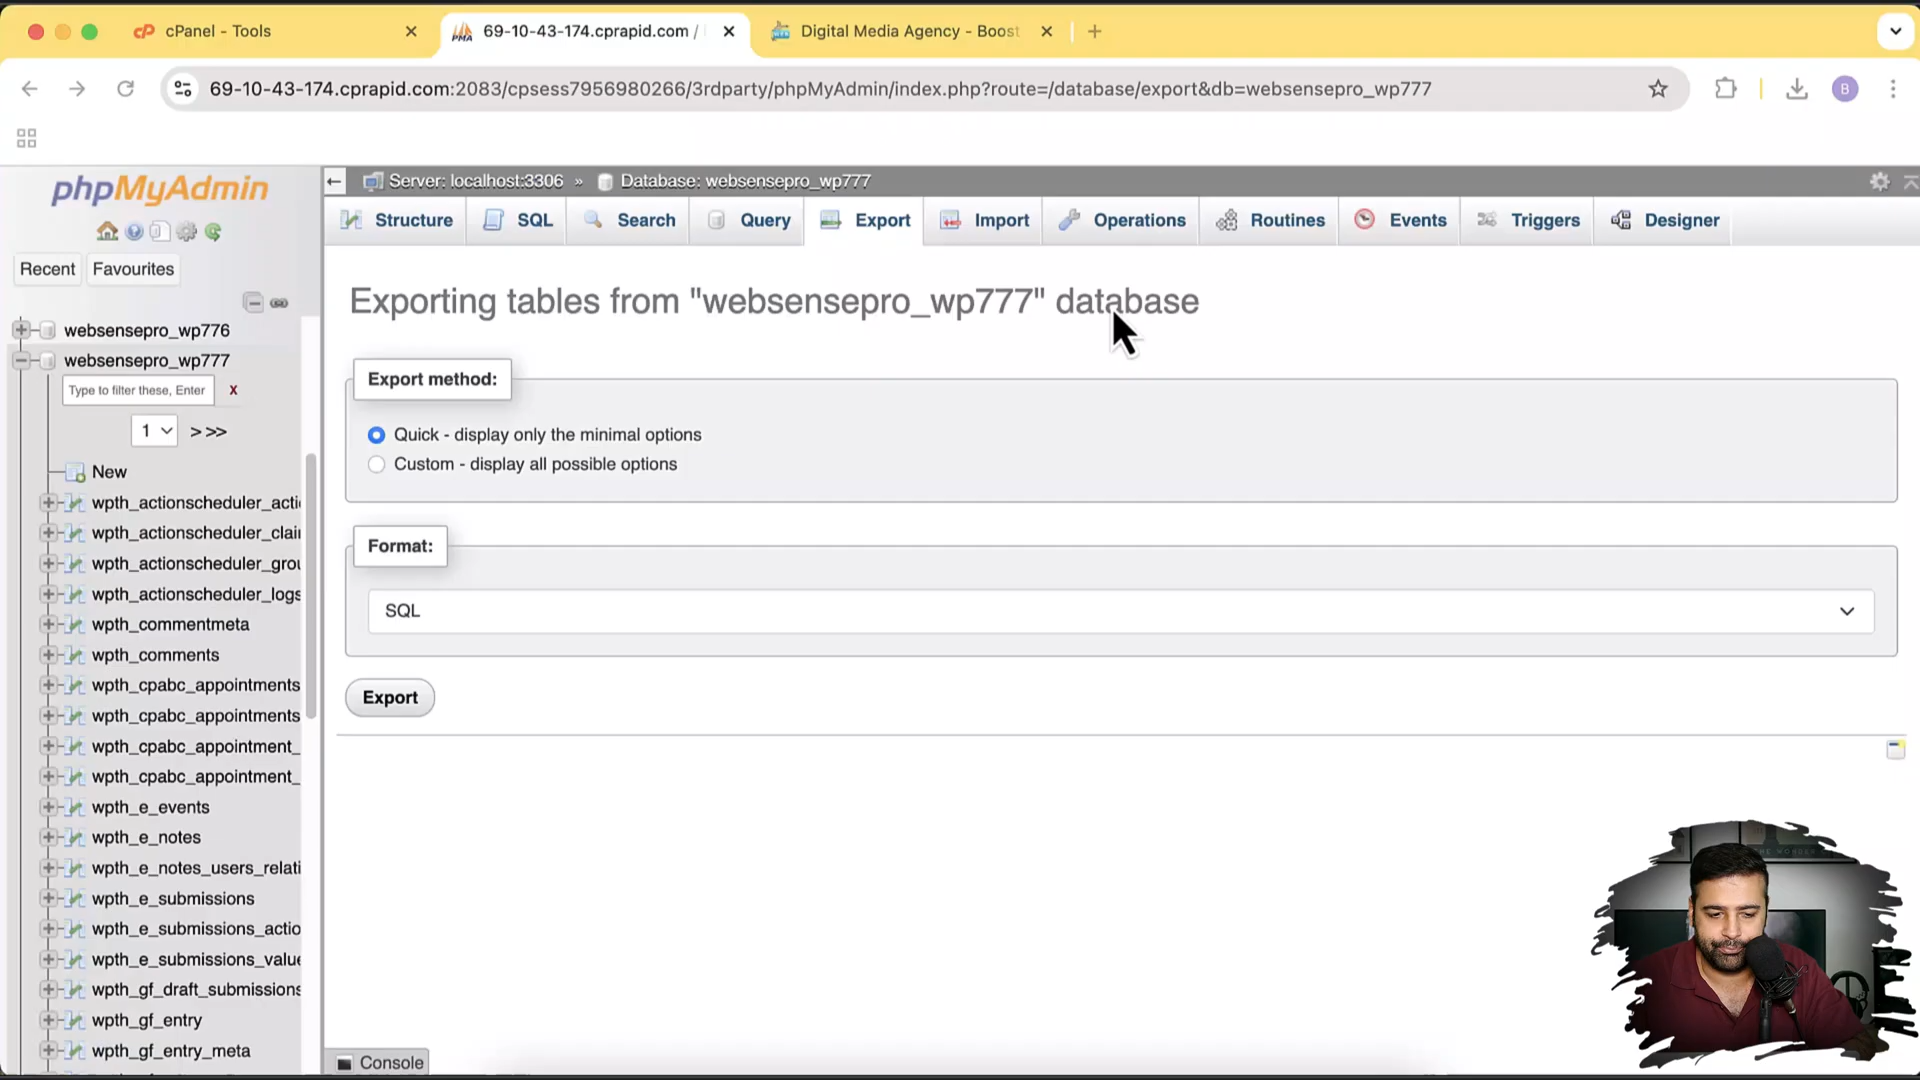 cPanel - Tools
69-10-43-174.cprapid.com /
Digital Media Agency - Boost
69-10-43-174.cprapid.com:2083/cpsess7956980266/3rdparty/phpMyAdmin/index.php?route=/database/export&db=websensepro_wp777
B
phpMyAdmin
Recent
Favourites
websensepro_wp776
websensepro_wp777
Type to filter these, Enter
X
1
> >>
New
wpth_actionscheduler_acti
wpth_actionscheduler_clai
wpth_actionscheduler_grou
wpth_actionscheduler_logs
wpth_commentmeta
wpth_comments
wpth_cpabc_appointments
wpth_cpabc_appointments
wpth_cpabc_appointment_
wpth_cpabc_appointment_
wpth_e_events
wpth_e_notes
wpth_e_notes_users_relati
wpth_e_submissions
wpth_e_submissions_actio
wpth_e_submissions_value
wpth_gf_draft_submissions
wpth_gf_entry
wpth_gf_entry_meta
Server: localhost:3306 » Database: websensepro_wp777
Structure SQL Search Query Export Import Operations Routines Events Triggers Designer
Exporting tables from "websensepro_wp777" database
Export method:
Quick - display only the minimal options
Custom - display all possible options
Format:
SQL
Export
Console